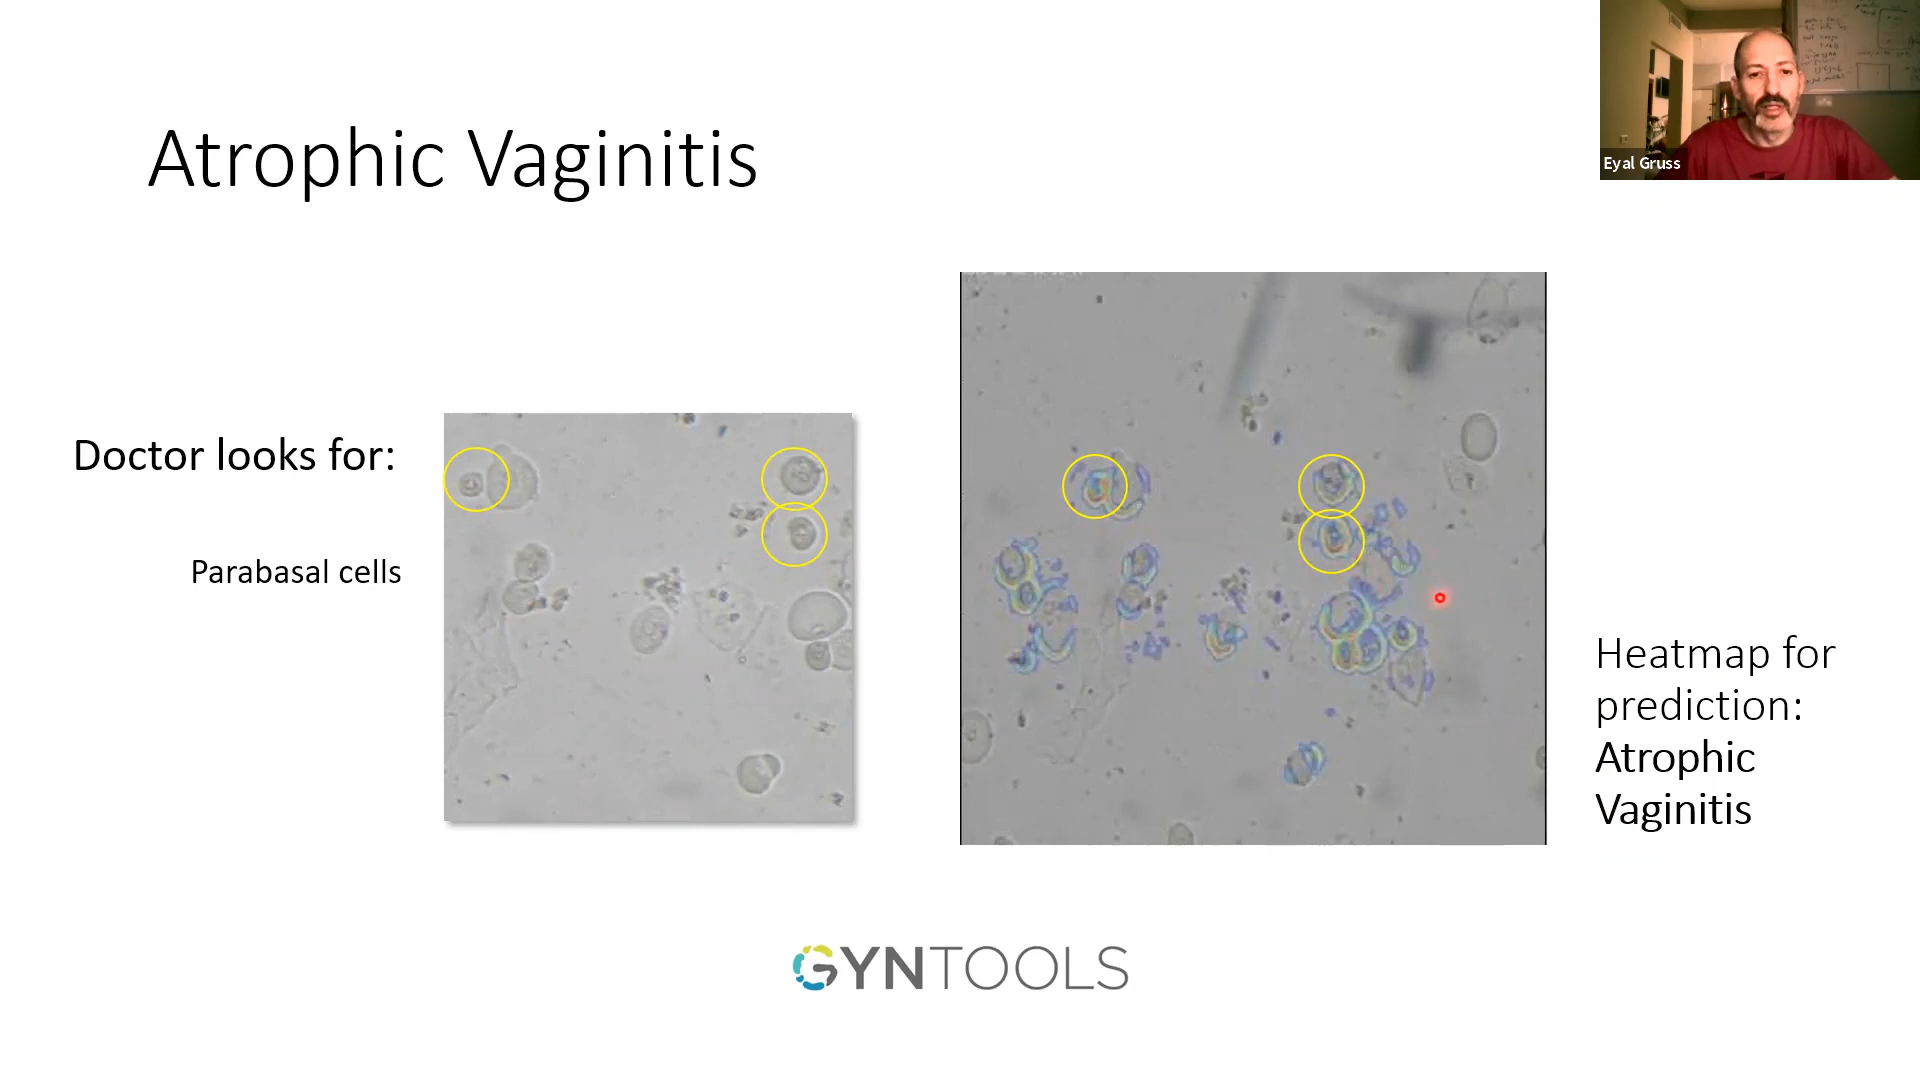 Atrophic Vaginitis
Eyal Gruss
Doctor looks for:
Parabasal cells
Heatmap for
prediction:
Atrophic
Vaginitis
GYNTOOLS